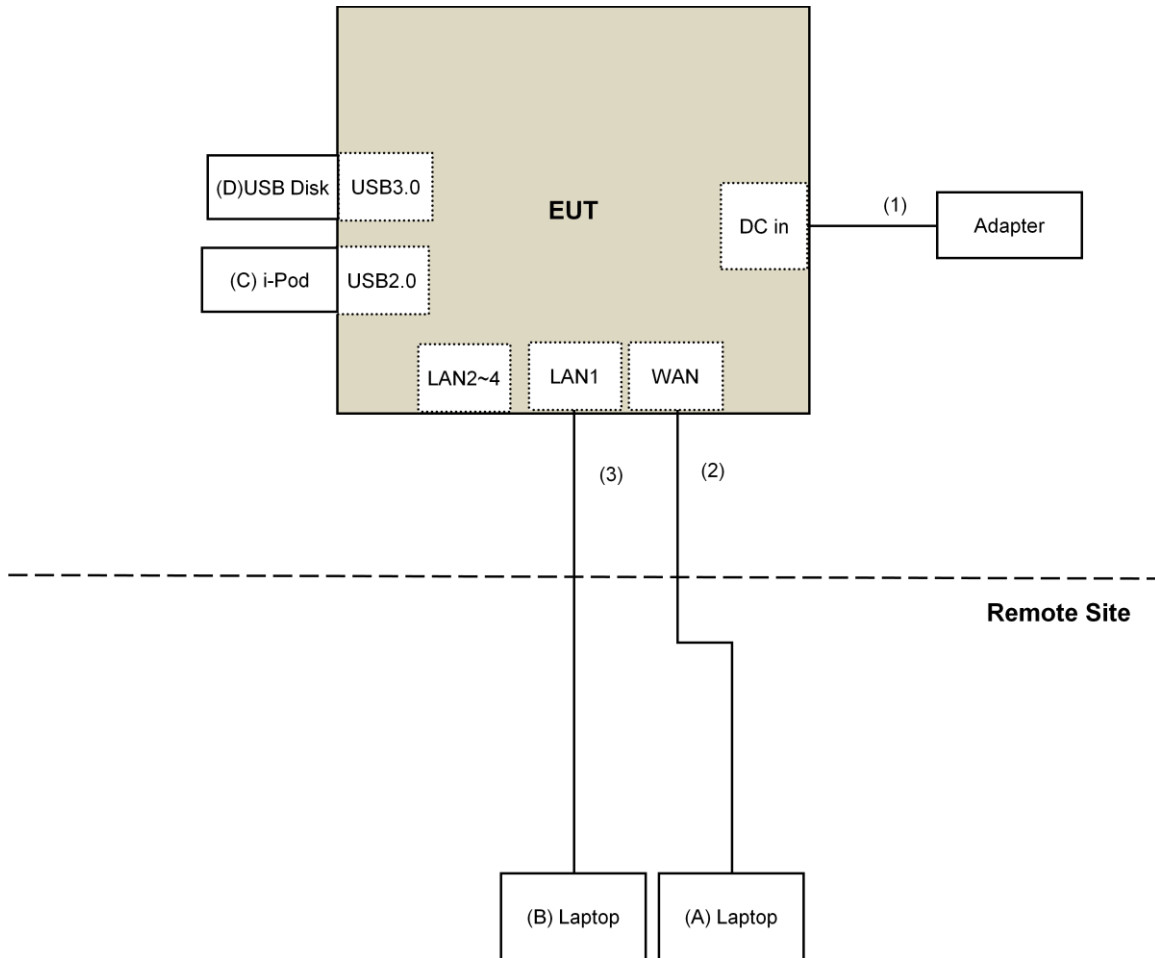 (D)USB Disk
USB3.0
EUT
DC in
(1)
Adapter
(C) i-Pod
USB2.0
LAN2~4
LAN1
WAN
(3)
(2)
Remote Site
(B) Laptop
(A) Laptop